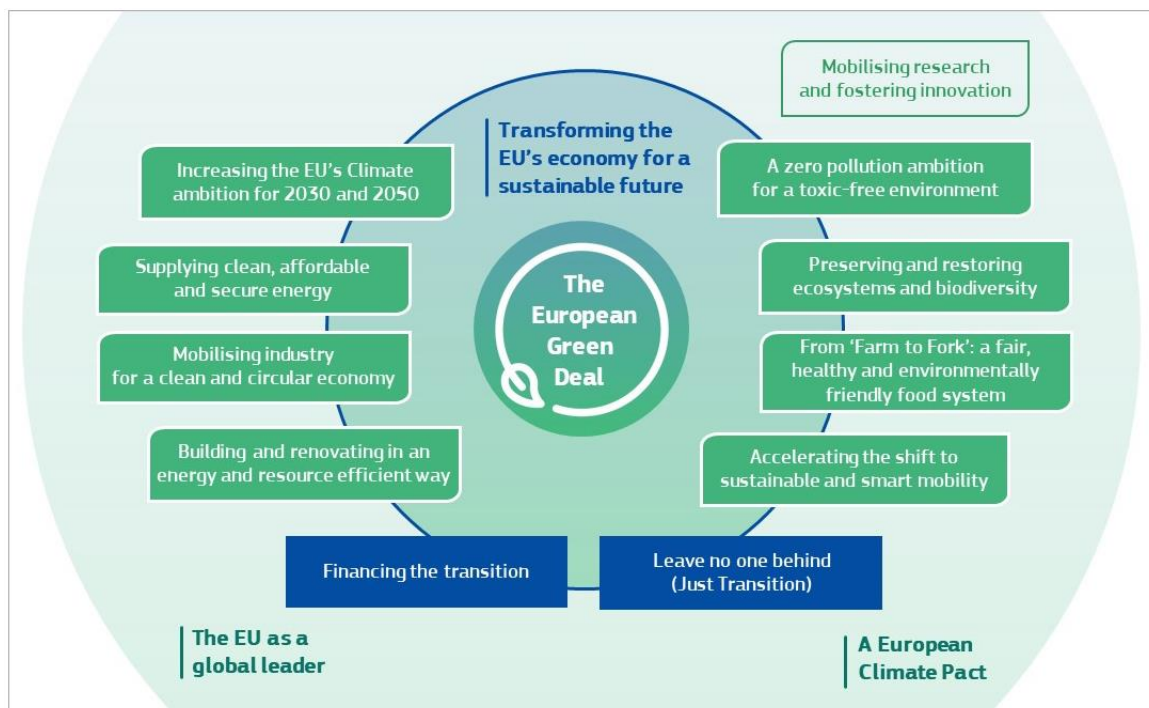 Mobilising research
and fostering innovation
Transforming the
EU's economy for a
sustainable future
Increasing the EU's Climate
ambition for 2030 and 2050
A zero pollution ambition
for a toxic-free environment
Supplying clean, affordable
and secure energy
Preserving and restoring
ecosystems and biodiversity
The
European
Green
Deal
Mobilising industry
for a clean and circular economy
From ‘Farm to Fork’: a fair,
healthy and environmentally
friendly food system
Building and renovating in an
energy and resource efficient way
Accelerating the shift to
sustainable and smart mobility
Financing the transition
Leave no one behind
(Just Transition)
The EU as a
global leader
A European
Climate Pact